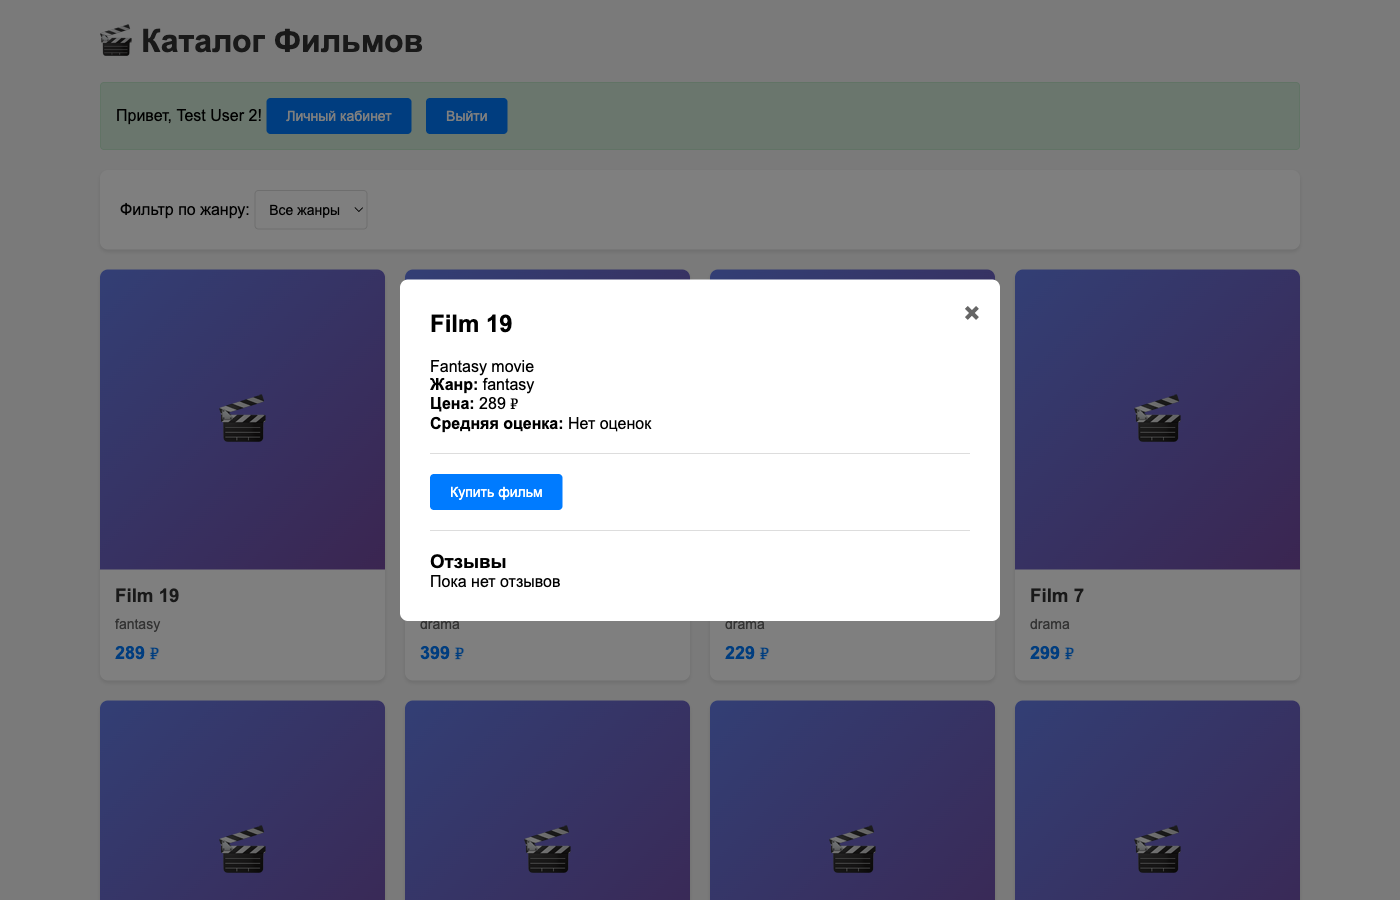 Каталог Фильмов
Привет, Test User 2! Личный кабинет Выйти
Фильтр по жанру: Все жанры
Film 19
Fantasy movie
Жанр: fantasy
Цена: 289 ₽
Средняя оценка: Нет оценок
Купить фильм
Отзывы
Пока нет отзывов
Film 19
fantasy
289 ₽
drama
399 ₽
drama
229 ₽
Film 7
drama
299 ₽